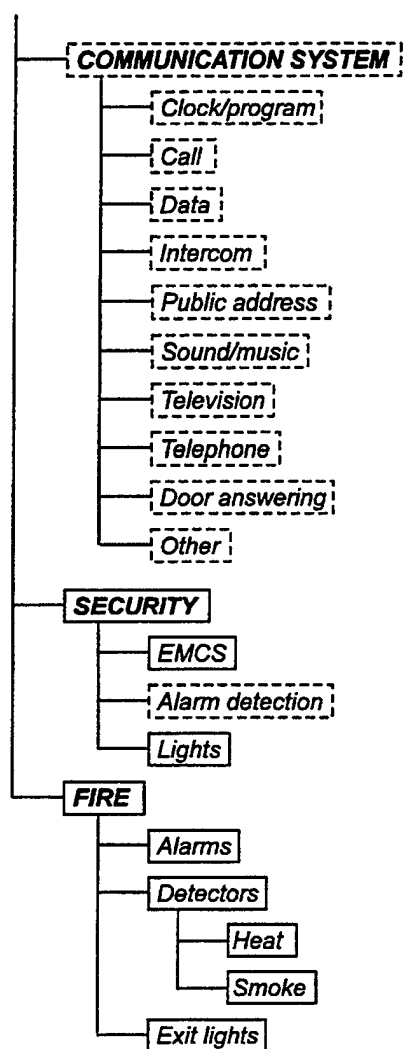 COMMUNICATION SYSTEM
Clock/program
Call
Data
Intercom
Public address
Sound/music
Television
Telephone
Door answering
Other
SECURITY
EMCS
Alarm detection
Lights
FIRE
Alarms
Detectors
Heat
Smoke
Exit lights